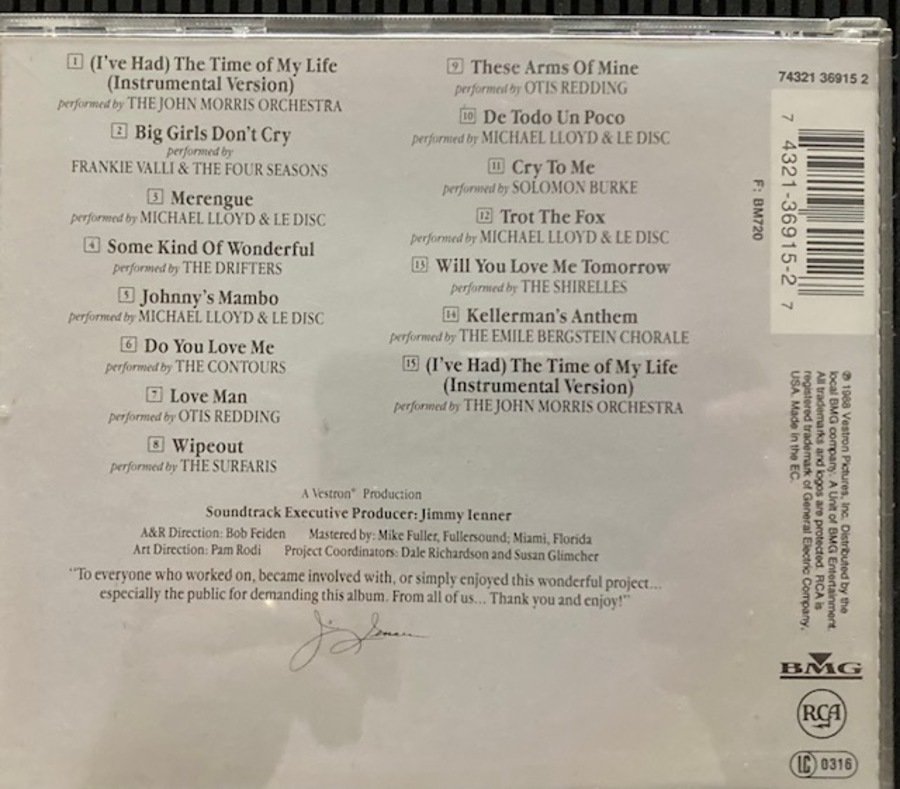 1 (I've Had) The Time of My Life
(Instrumental Version)
performed by THE JOHN MORRIS ORCHESTRA
2 Big Girls Don't Cry
performed by
FRANKIE VALLI & THE FOUR SEASONS
3 Merengue
performed by MICHAEL LLOYD & LE DISC
4 Some Kind Of Wonderful
performed by THE DRIFTERS
5 Johnny's Mambo
performed by MICHAEL LLOYD & LE DISC
6 Do You Love Me
performed by THE CONTOURS
7 Love Man
performed by OTIS REDDING
8 Wipeout
performed by THE SURFARIS
9 These Arms Of Mine
performed by OTIS REDDING
10 De Todo Un Poco
performed by MICHAEL LLOYD & LE DISC
11 Cry To Me
performed by SOLOMON BURKE
12 Trot The Fox
performed by MICHAEL LLOYD & LE DISC
13 Will You Love Me Tomorrow
performed by THE SHIRELLES
14 Kellerman's Anthem
performed by THE EMILE BERGSTEIN CHORALE
15 (I've Had) The Time of My Life
(Instrumental Version)
performed by THE JOHN MORRIS ORCHESTRA
A Vestron® Production
Soundtrack Executive Producer: Jimmy Ienner
A&R Direction: Bob Feiden Mastered by: Mike Fuller, Fullersound; Miami, Florida
Art Direction: Pam Rodi Project Coordinators: Dale Richardson and Susan Glimcher
"To everyone who worked on, became involved with, or simply enjoyed this wonderful project...
especially the public for demanding this album. From all of us... Thank you and enjoy!"
Jimmy Ienner
74321 36915 2
7 4321-36915-2 7
F: BM720
℗ 1988 Vestron Pictures, Inc. Distributed by the
local BMG company. A Unit of BMG Entertainment.
All trademarks and logos are protected. RCA is
registered trademark of General Electric Company,
USA. Made in the EC.
BMG
RCA
LC 0316